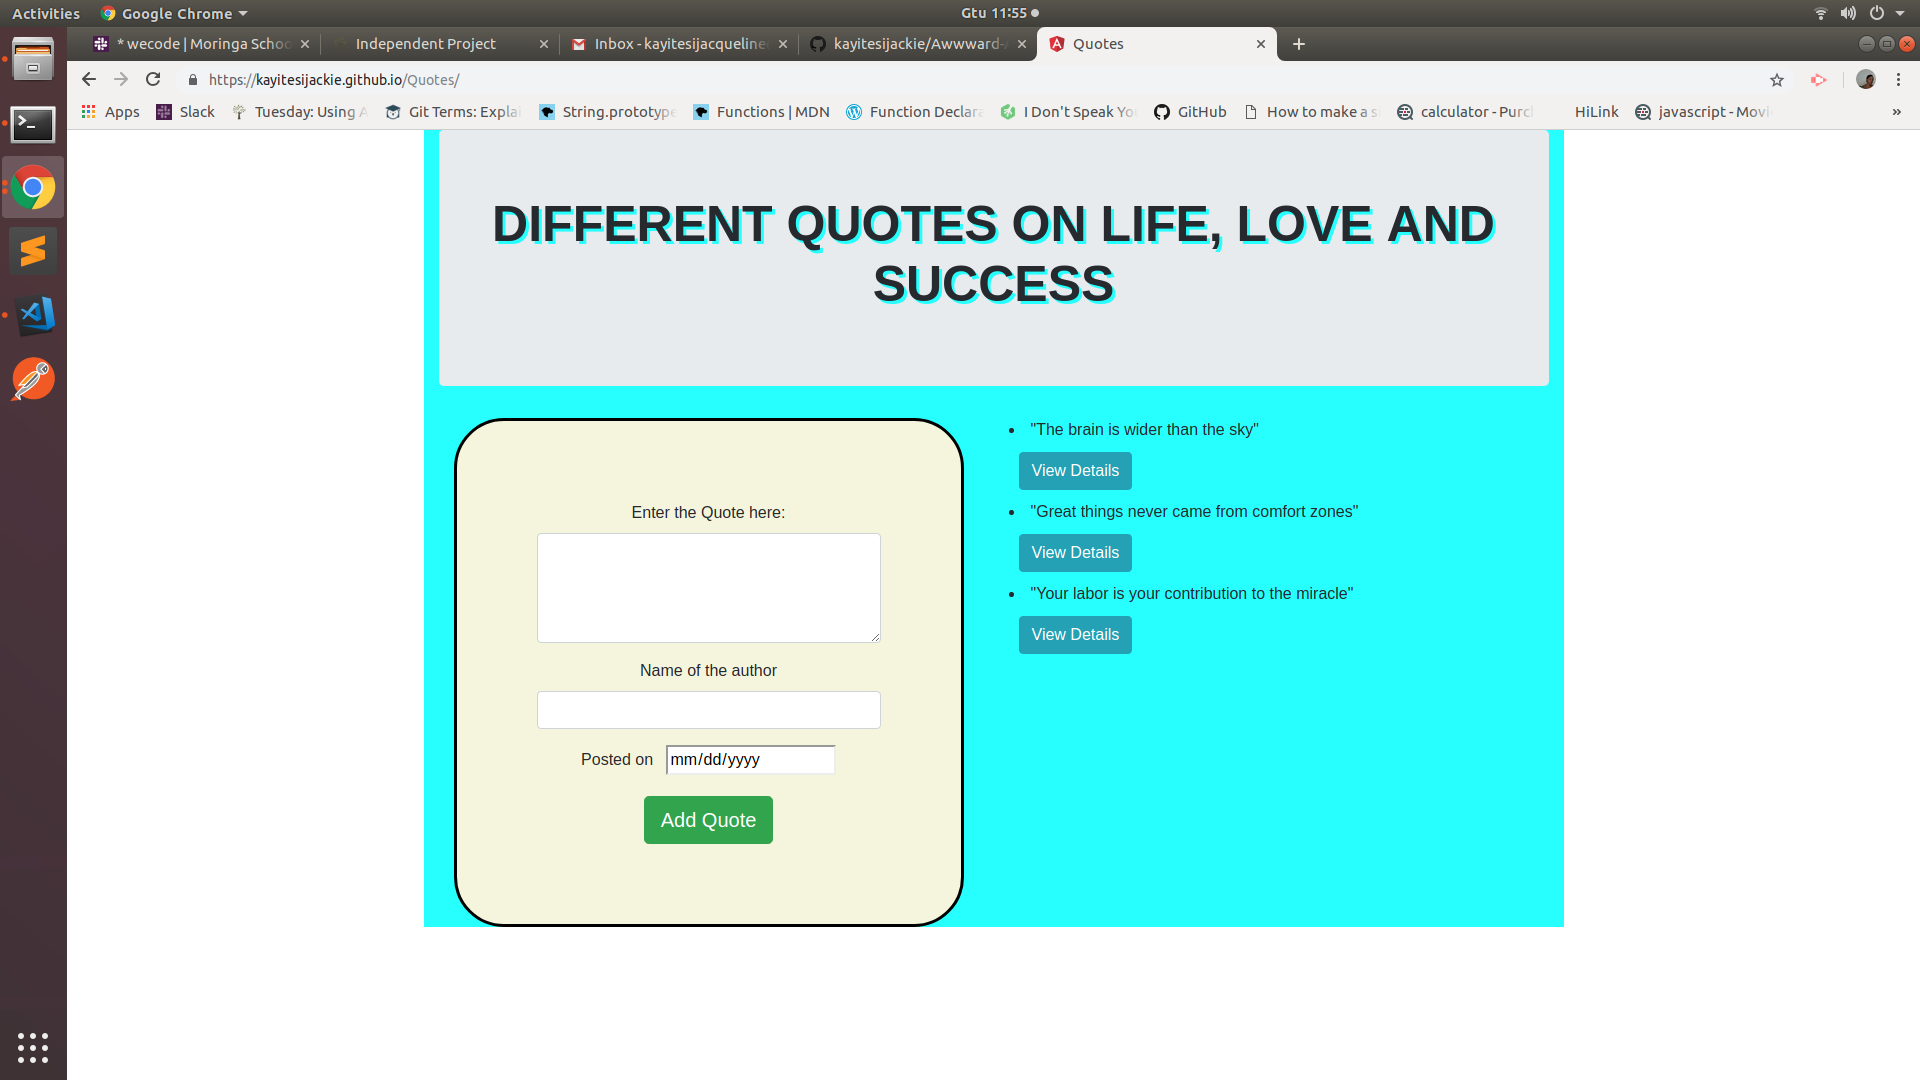 Activities
Google Chrome
Gtu 11:55
* wecode | Moringa Schoo
Independent Project
Inbox - kayitesijacqueline
kayitesijackie/Awwward-
Quotes
https://kayitesijackie.github.io/Quotes/
Apps
Slack
Tuesday: Using A
Git Terms: Explai
String.prototype
Functions | MDN
Function Declara
I Don't Speak Yo
GitHub
How to make a s
calculator - Purch
HiLink
javascript - Movi
»
DIFFERENT QUOTES ON LIFE, LOVE AND
SUCCESS
Enter the Quote here:
Name of the author
Posted on mm/dd/yyyy
Add Quote
"The brain is wider than the sky"
View Details
"Great things never came from comfort zones"
View Details
"Your labor is your contribution to the miracle"
View Details